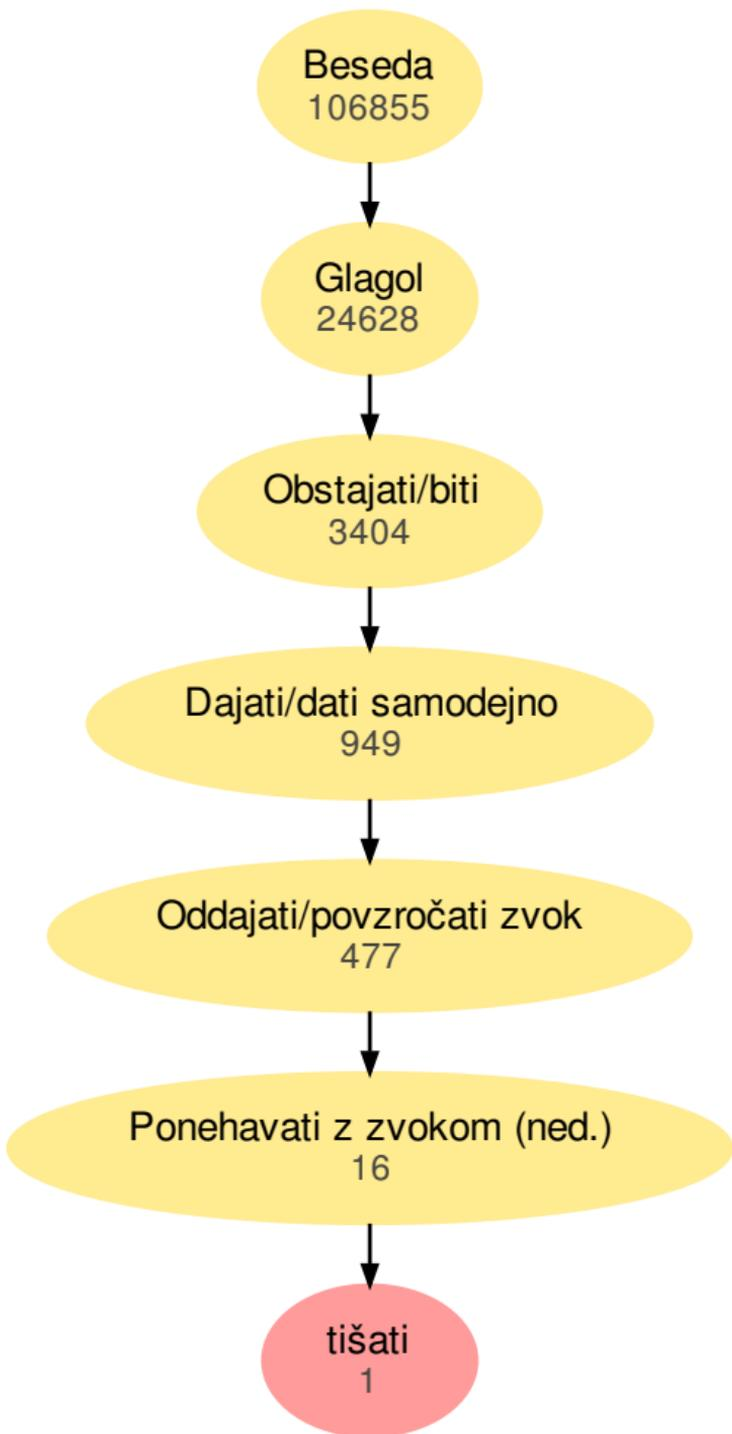 Beseda
106855
Glagol
24628
Obstajati/biti
3404
Dajati/dati samodejno
949
Oddajati/povzročati zvok
477
Ponehavati z zvokom (ned.)
16
tišati
1